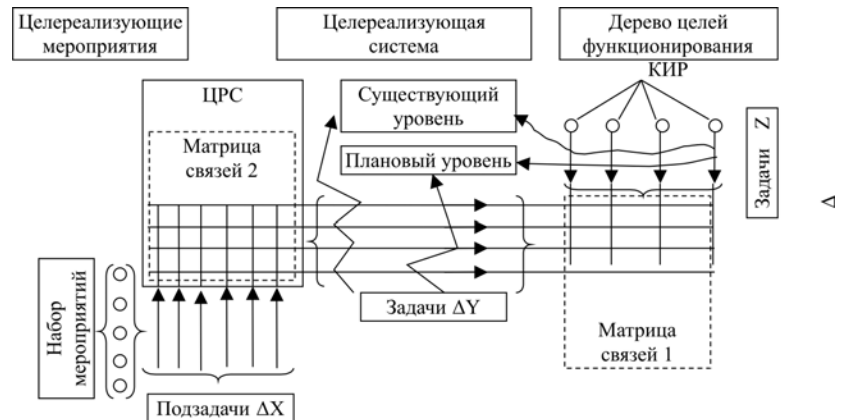 Целереализующие
мероприятия
Целереализующая
система
Дерево целей
функционирования
КИР
ЦРС
Существующий
уровень
Матрица
связей 2
Плановый уровень
Задачи Z
Δ
Набор
мероприятий
Задачи ΔY
Матрица
связей 1
Подзадачи ΔX